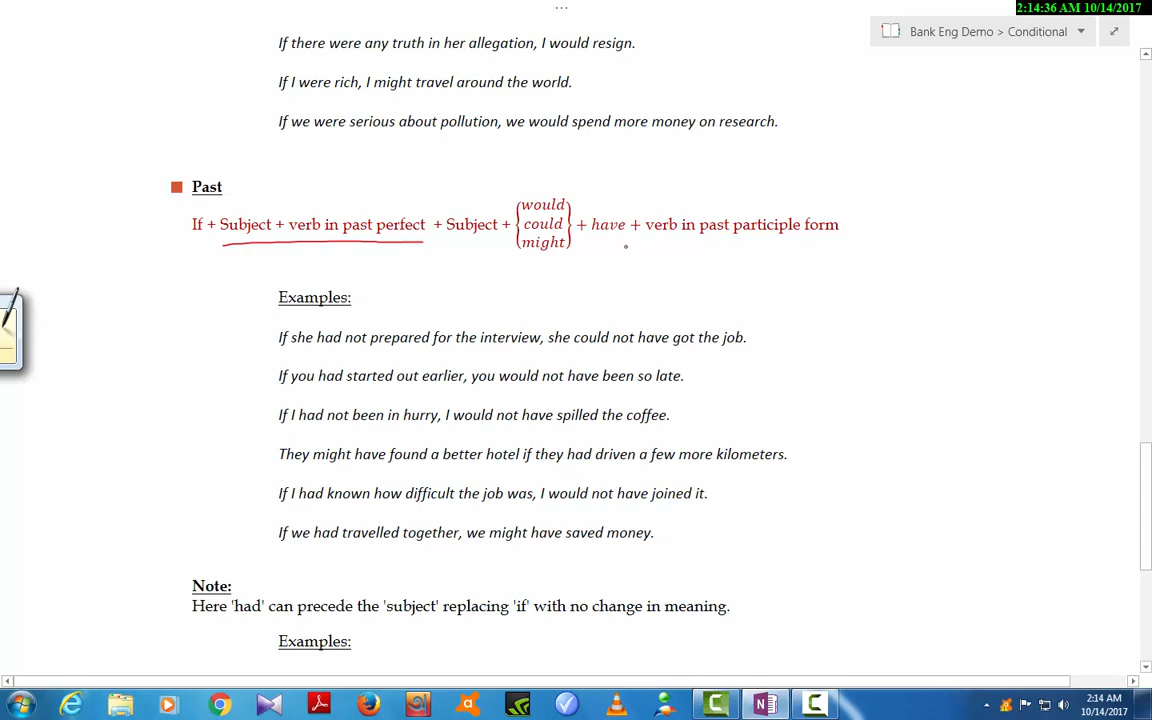 2:14:36 AM 10/14/2017
Bank Eng Demo > Conditional
If there were any truth in her allegation, I would resign.
If I were rich, I might travel around the world.
If we were serious about pollution, we would spend more money on research.
Past
would
If + Subject + verb in past perfect + Subject + could + have + verb in past participle form
might
Examples:
If she had not prepared for the interview, she could not have got the job.
If you had started out earlier, you would not have been so late.
If I had not been in hurry, I would not have spilled the coffee.
They might have found a better hotel if they had driven a few more kilometers.
If I had known how difficult the job was, I would not have joined it.
If we had travelled together, we might have saved money.
Note:
Here 'had' can precede the 'subject' replacing 'if' with no change in meaning.
Examples:
2:14 AM
10/14/2017